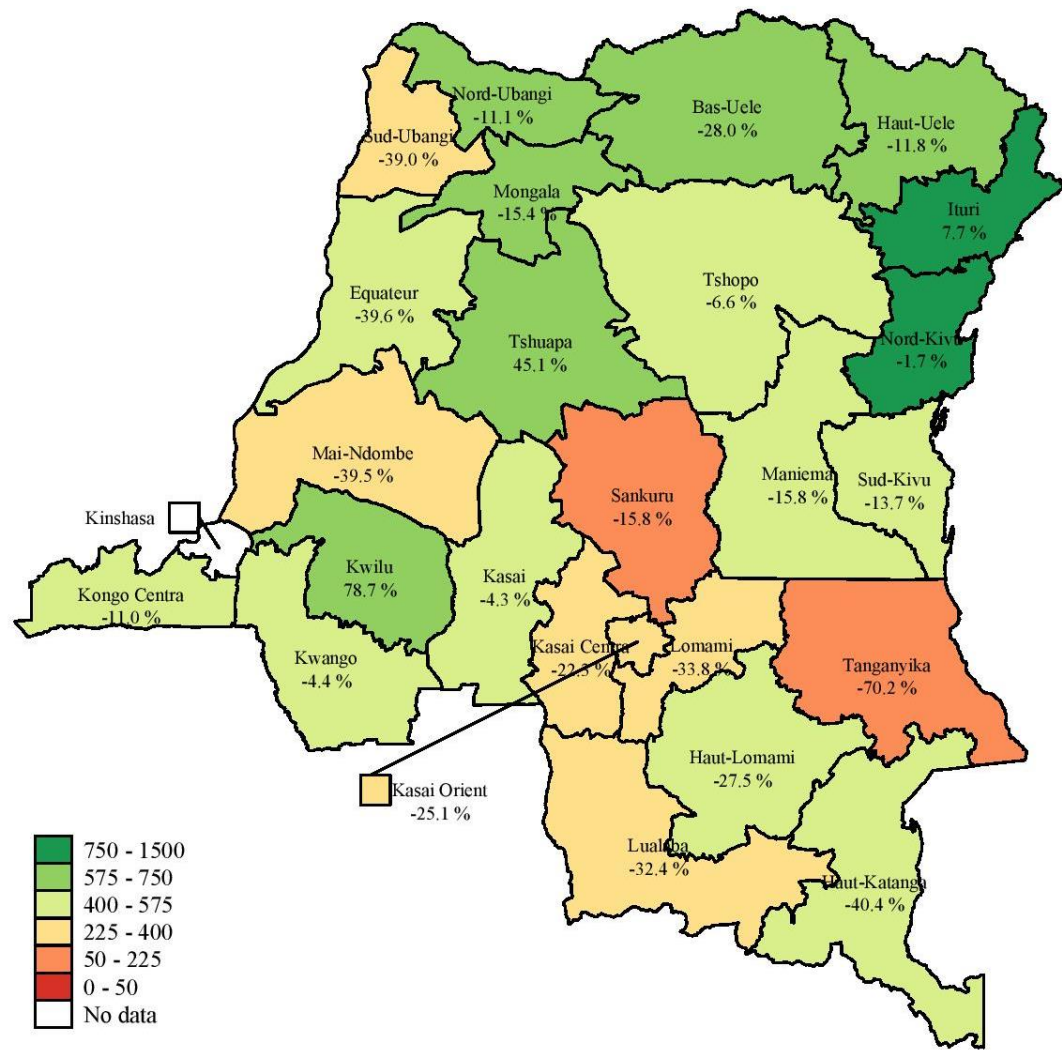 Nord-Ubangi
-11.1 %
Bas-Uele
-28.0 %
Haut-Uele
-11.8 %
Sud-Ubangi
-39.0 %
Mongala
-15.4 %
Ituri
7.7 %
Equateur
-39.6 %
Tshopo
-6.6 %
Tshuapa
45.1 %
Nord-Kivu
-1.7 %
Mai-Ndombe
-39.5 %
Sankuru
-15.8 %
Maniema
-15.8 %
Sud-Kivu
-13.7 %
Kinshasa
Kwilu
78.7 %
Kasai
-4.3 %
Kongo Centra
-11.0 %
Kwango
-4.4 %
Kasai Centra
-22.3 %
Lomami
-33.8 %
Tanganyika
-70.2 %
Haut-Lomami
-27.5 %
Kasai Orient
-25.1 %
Lualaba
-32.4 %
Haut-Katanga
-40.4 %
750 - 1500
575 - 750
400 - 575
225 - 400
50 - 225
0 - 50
No data